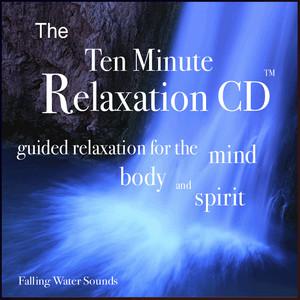 The
Ten Minute
Relaxation CD™
guided relaxation for the mind
body and spirit
Falling Water Sounds